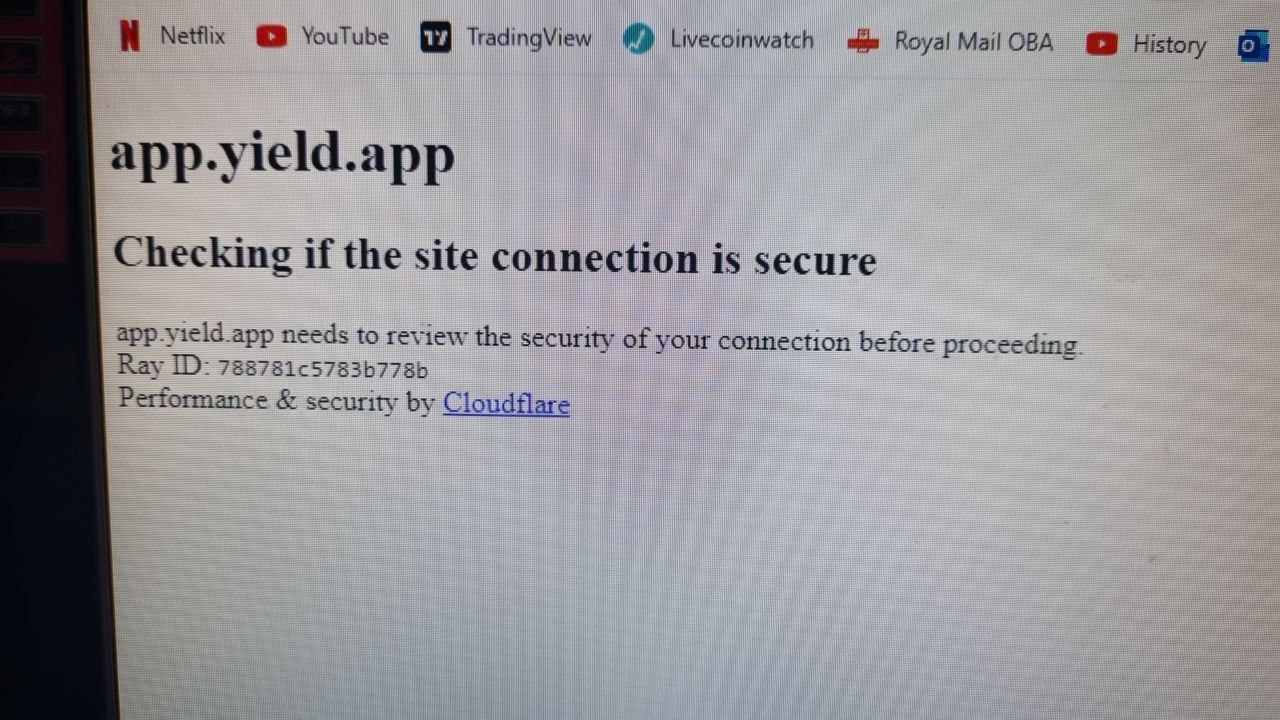 Netflix YouTube TradingView Livecoinwatch Royal Mail OBA History
app.yield.app
Checking if the site connection is secure
app.yield.app needs to review the security of your connection before proceeding.
Ray ID: 788781c5783b778b
Performance & security by Cloudflare